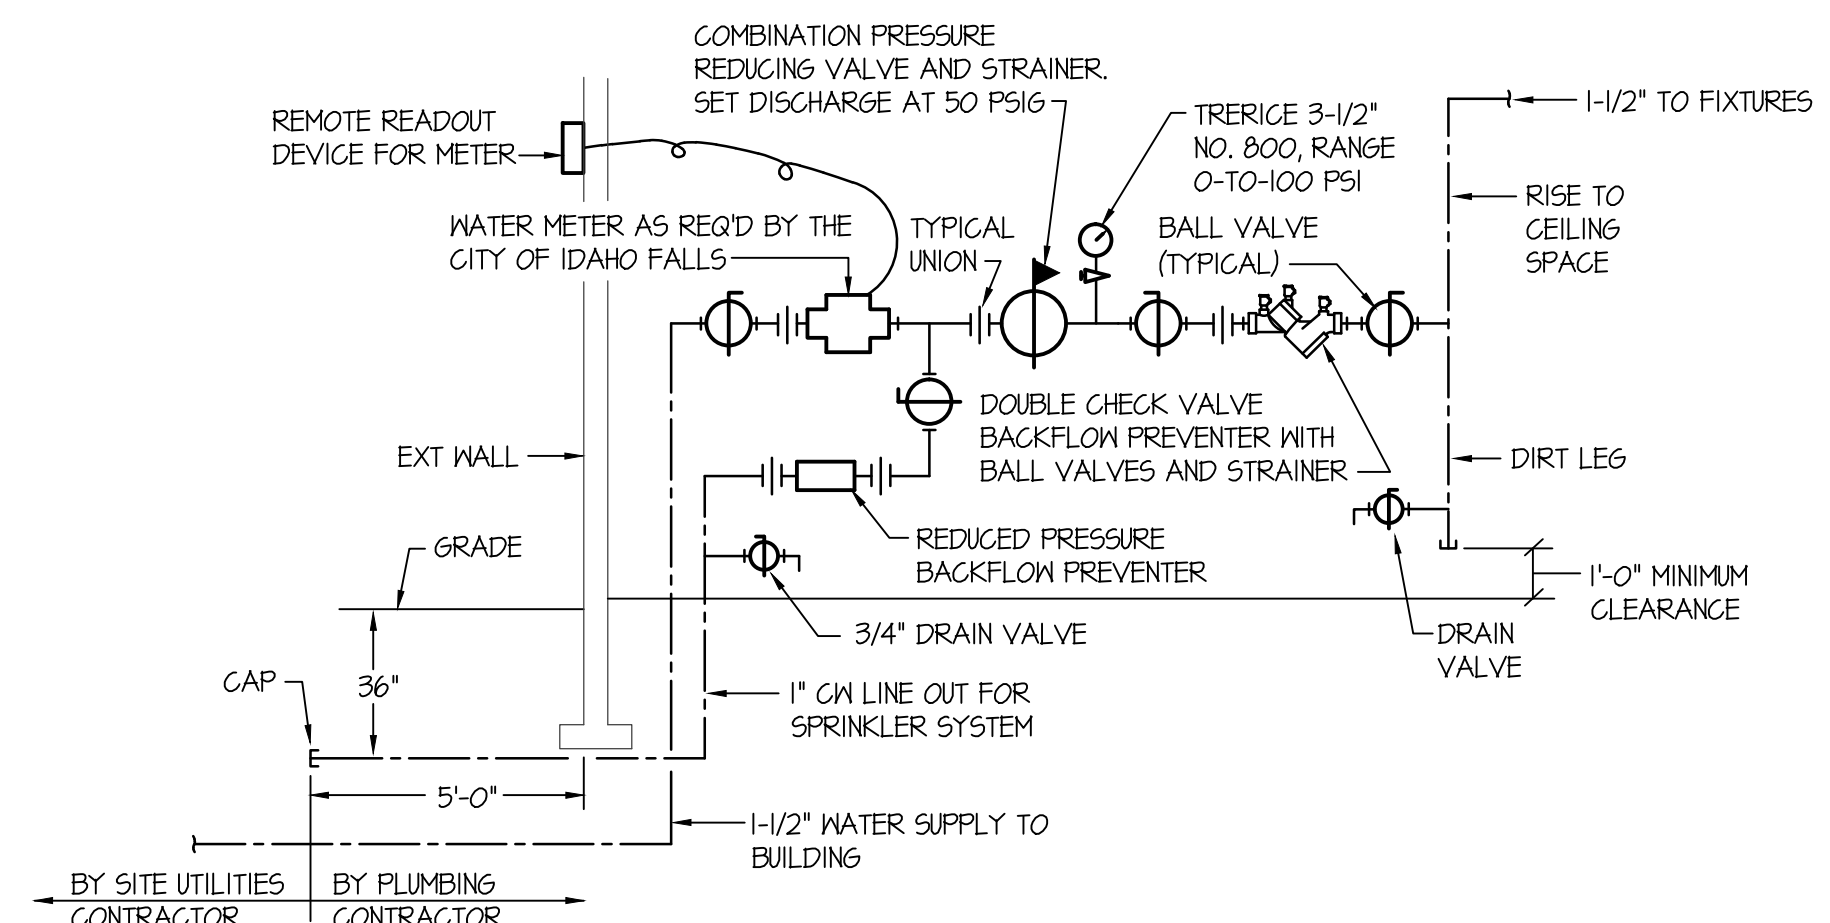 COMBINATION PRESSURE
REDUCING VALVE AND STRAINER.
SET DISCHARGE AT 50 PSIG
REMOTE READOUT
DEVICE FOR METER
TRERICE 3-1/2"
NO. 800, RANGE
0-TO-100 PSI
1-1/2" TO FIXTURES
RISE TO
CEILING
SPACE
WATER METER AS REQ'D BY THE
CITY OF IDAHO FALLS
TYPICAL
UNION
BALL VALVE
(TYPICAL)
DOUBLE CHECK VALVE
BACKFLOW PREVENTER WITH
BALL VALVES AND STRAINER
EXT WALL
DIRT LEG
GRADE
REDUCED PRESSURE
BACKFLOW PREVENTER
1'-0" MINIMUM
CLEARANCE
3/4" DRAIN VALVE
DRAIN
VALVE
CAP
36"
1" CW LINE OUT FOR
SPRINKLER SYSTEM
5'-0"
1-1/2" WATER SUPPLY TO
BUILDING
BY SITE UTILITIES
CONTRACTOR
BY PLUMBING
CONTRACTOR